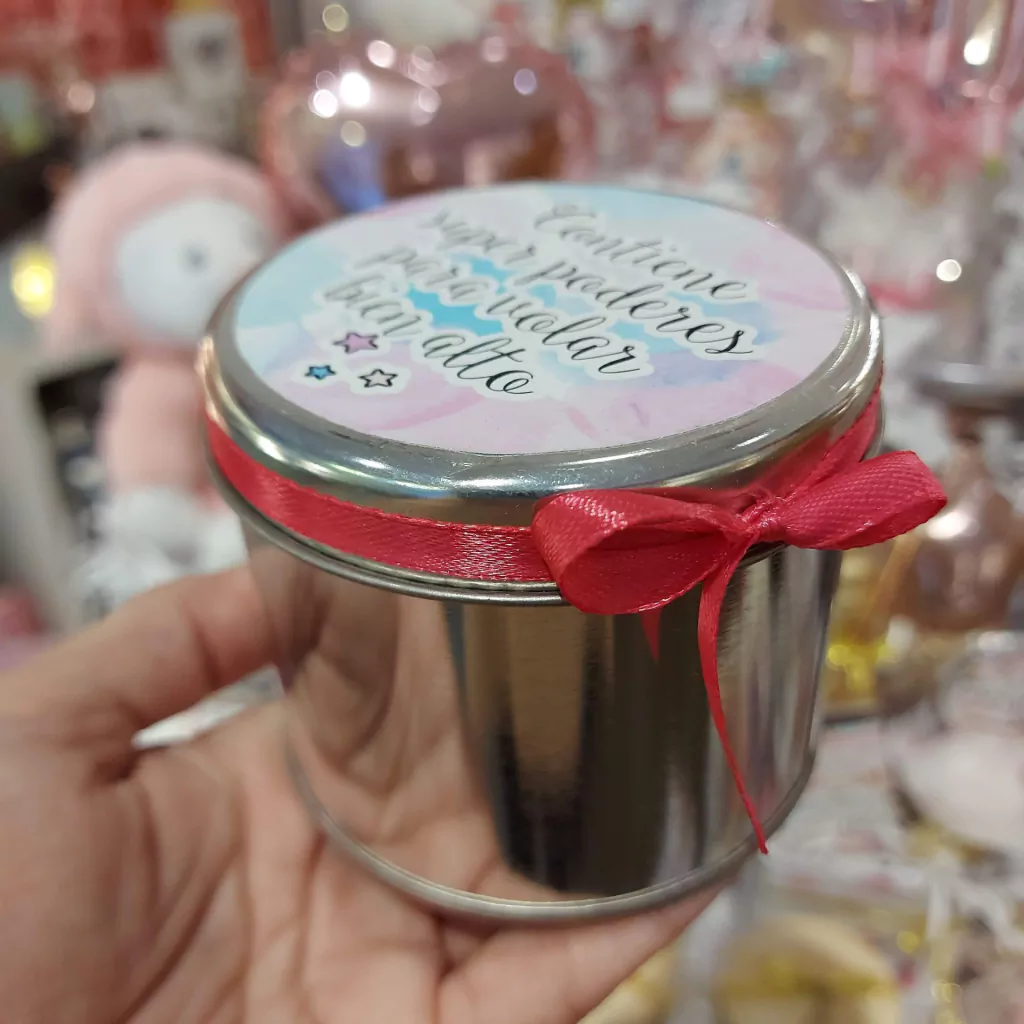 Contiene
super poderes
para volar
bien alto